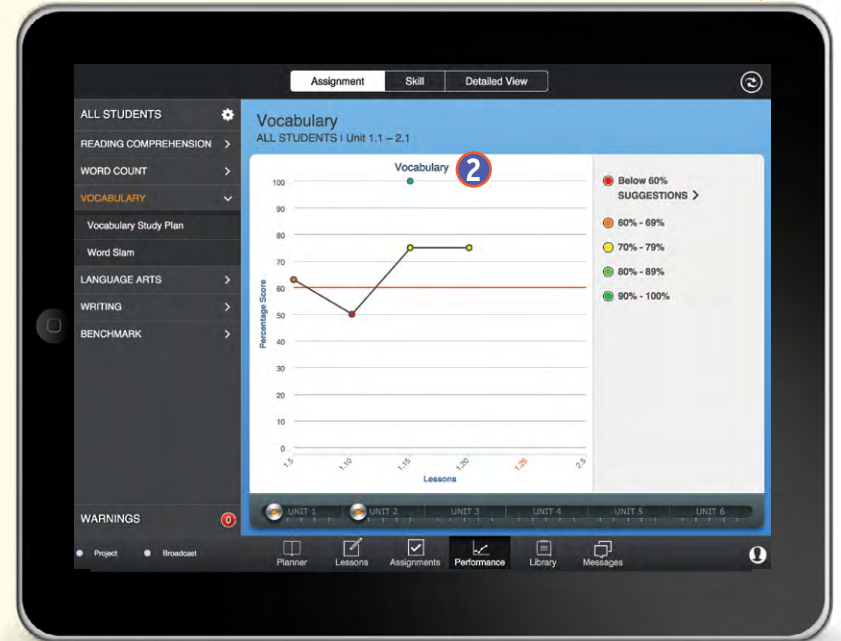 Assignment
Skill
Detailed View
ALL STUDENTS
READING COMPREHENSION
WORD COUNT
VOCABULARY
Vocabulary Study Plan
Word Slam
LANGUAGE ARTS
WRITING
BENCHMARK
WARNINGS
0
Project
Broadcast
Vocabulary
ALL STUDENTS | Unit 1.1 – 2.1
Vocabulary
2
100
90
80
70
60
50
40
30
20
10
0
Percentage Score
1.5
1.10
1.15
1.20
1.25
2.5
Lessons
Below 60%
SUGGESTIONS >
60% - 69%
70% - 79%
80% - 89%
90% - 100%
UNIT 1
UNIT 2
UNIT 3
UNIT 4
UNIT 5
UNIT 6
Planner
Lessons
Assignments
Performance
Library
Messages